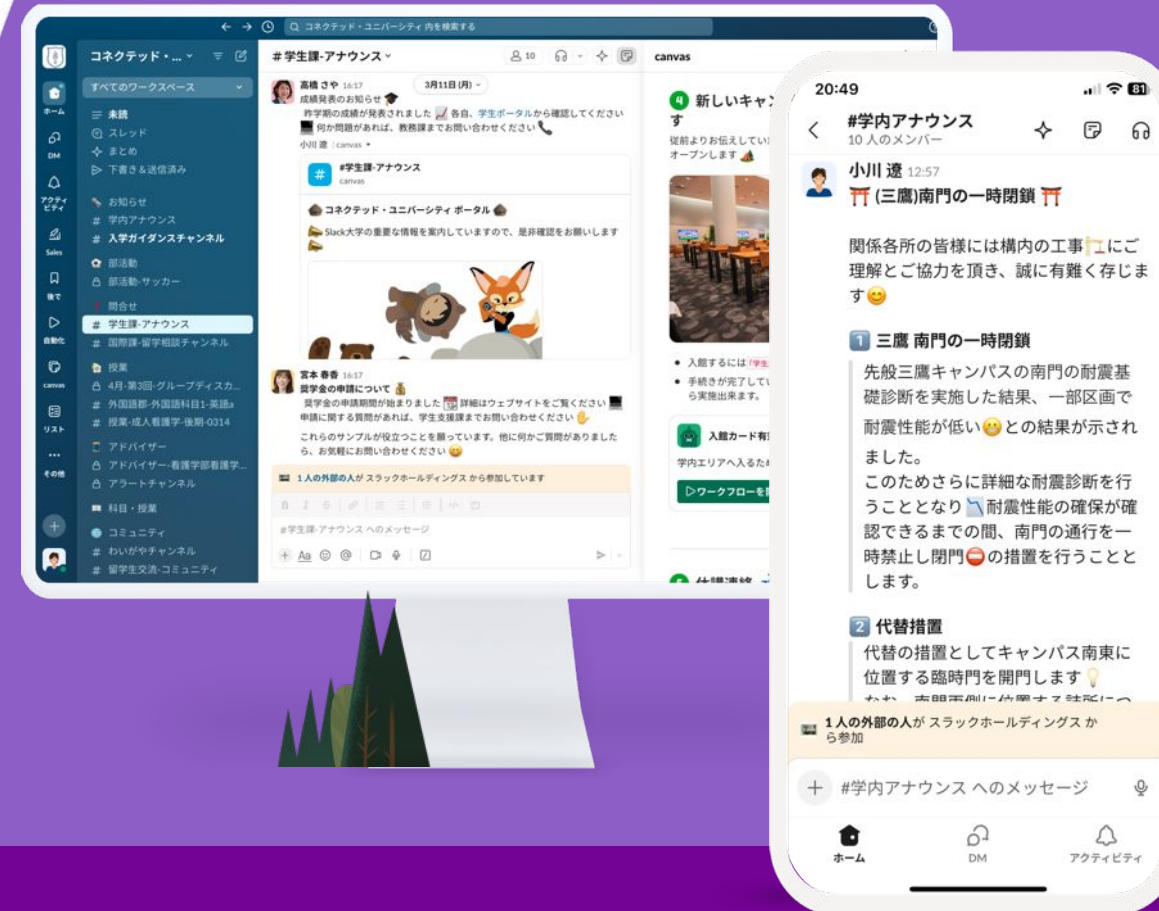 コネクテッド・ユニバーシティ 内を検索する
コネクテッド・...
すべてのワークスペース
未読
スレッド
まとめ
下書き&送信済み
お知らせ
# 学内アナウンス
# 入学ガイダンスチャンネル
部活動
部活動-サッカー
問合せ
# 学生課-アナウンス
# 国際課-留学相談チャンネル
授業
4月-第3回-グループディスカ...
# 外国語郡-外国語科目1-英語a
# 授業-成人看護学-後期-0314
アドバイザー
アドバイザー-看護学部看護学...
アラートチャンネル
科目・授業
コミュニティ
# わいがやチャンネル
# 留学生交流-コミュニティ
ホーム
DM
アクティ
ビティ
Sales
後で
自動化
canvas
リスト
その他
# 学生課-アナウンス
10
3月11日 (月)
高橋 さや 16:17
成績発表のお知らせ
昨学期の成績が発表されました 各自、学生ポータルから確認してください
何か問題があれば、教務課までお問い合わせください
小川 遼 canvas
#学生課-アナウンス
canvas
コネクテッド・ユニバーシティ ポータル
Slack大学の重要な情報を案内していますので、是非確認をお願いします
宮本 春香 16:17
奨学金の申請について
奨学金の申請期間が始まりました 詳細はウェブサイトをご覧ください
申請に関する質問があれば、学生支援課までお問い合わせください
これらのサンプルが役立つことを願っています。他に何かご質問がありました
ら、お気軽にお問い合わせください
1 人の外部の人が スラックホールディングス から参加しています
#学生課-アナウンス へのメッセージ
Aa
canvas
4 新しいキャン
す
従前よりお伝えしてい
オープンします
入館するには「学生
手続きが完了してい
ら実施出来ます。
入館カード有
学内エリアへ入るため
ワークフローを
20:49
81
#学内アナウンス
10 人のメンバー
小川 遼 12:57
(三鷹)南門の一時閉鎖
関係各所の皆様には構内の工事にご
理解とご協力を頂き、誠に有難く存じま
す
1 三鷹 南門の一時閉鎖
先般三鷹キャンパスの南門の耐震基
礎診断を実施した結果、一部区画で
耐震性能が低いとの結果が示され
ました。
このためさらに詳細な耐震診断を行
うこととなり耐震性能の確保が確
認できるまでの間、南門の通行を一
時禁止し閉門の措置を行うことと
します。
2 代替措置
代替の措置としてキャンパス南東に
位置する臨時門を開門します
1 人の外部の人が スラックホールディングス か
ら参加
#学内アナウンス へのメッセージ
ホーム
DM
アクティビティ